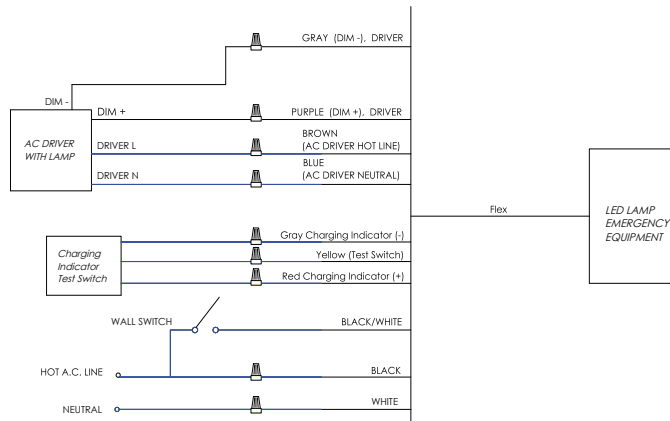 GRAY (DIM -), DRIVER
DIM -
DIM +
PURPLE (DIM +), DRIVER
AC DRIVER
WITH LAMP
DRIVER L
BROWN
(AC DRIVER HOT LINE)
DRIVER N
BLUE
(AC DRIVER NEUTRAL)
Flex
LED LAMP
EMERGENCY
EQUIPMENT
Charging
Indicator
Test Switch
Gray Charging Indicator (-)
Yellow (Test Switch)
Red Charging Indicator (+)
WALL SWITCH
BLACK/WHITE
HOT A.C. LINE
BLACK
NEUTRAL
WHITE